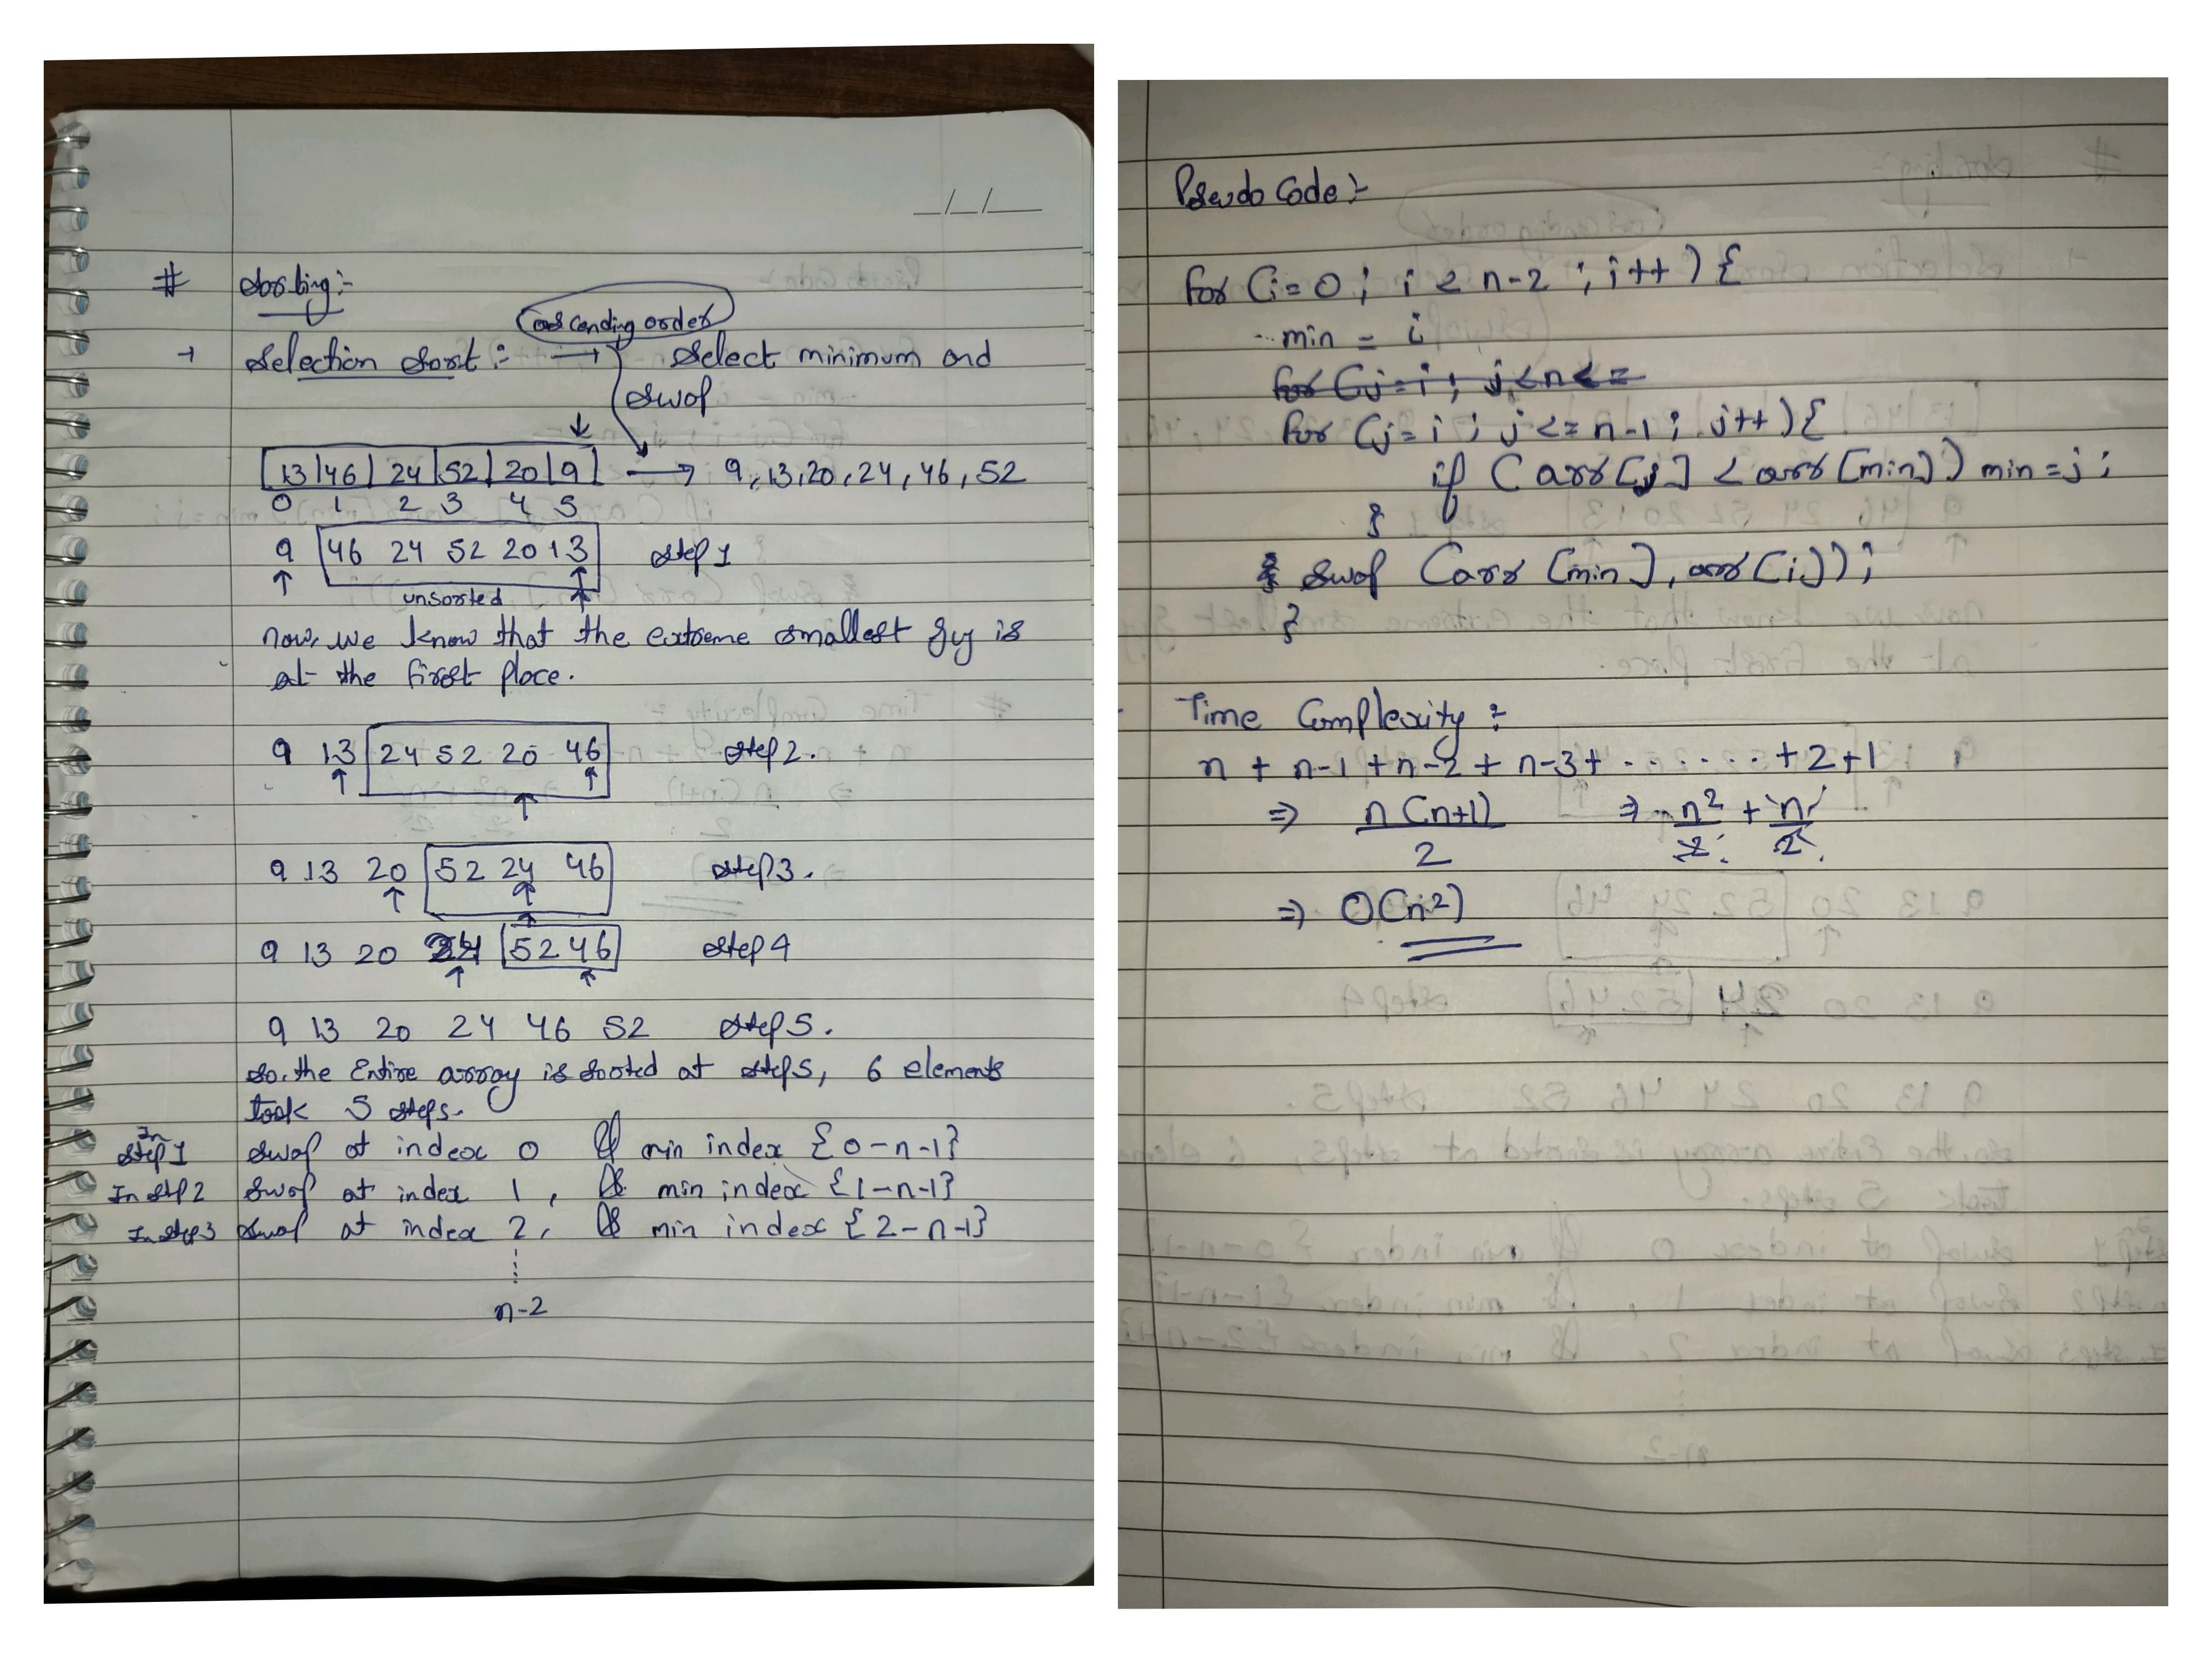 _/_/__
# Sorting:-
(ascending order)
→ Selection Sort: → Select minimum and
swap
[13|46|24|52|20|9] → 9, 13, 20, 24, 46, 52
0 1 2 3 4 5
9 46 24 52 20 13 step 1
unsorted
now, we know that the extreme smallest guy is
at the first place.
9 13 24 52 20 46 step 2.
9 13 20 52 24 46 step 3.
9 13 20 24 52 46 step 4
9 13 20 24 46 52 step 5.
so, the Entire array is sorted at step 5, 6 elements
took 5 steps.
In step 1 swap at index 0 & min index {0-n-1}
In step 2 swap at index 1, & min index {1-n-1}
In step 3 swap at index 2, & min index {2-n-1}
n-2
Pseudo Code:-
for (i=0; i < n-2; i++) {
min = i
for (j=i; j<n<=
for (j=i; j<=n-1; j++){
if (arr[j] < arr[min]) min=j;
}
swap (arr[min], arr[i]);
}
Time Complexity:
n + n-1 + n-2 + n-3 + ....... + 2+1
⇒ n(n+1)/2 ⇒ n²/2 + n/2
⇒ O(n²)